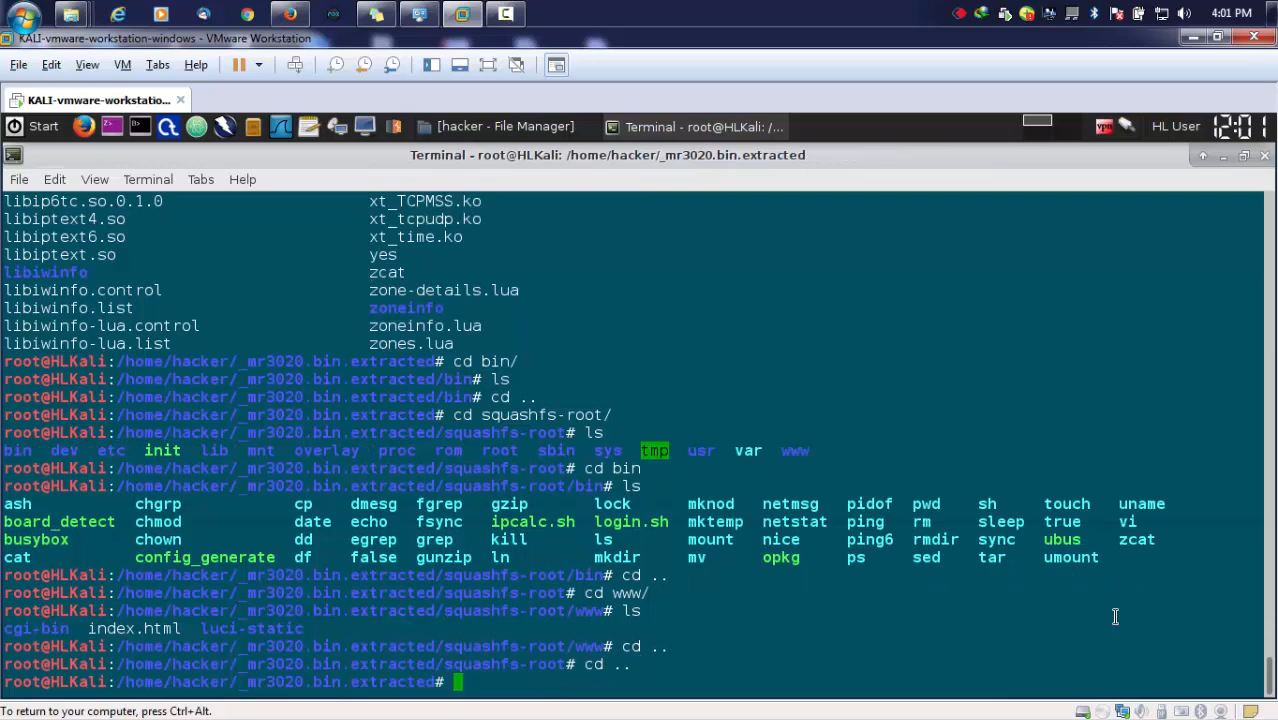 4:01 PM
KALI-vmware-workstation-windows - VMware Workstation
File Edit View VM Tabs Help
KALI-vmware-workstatio...
Start [hacker - File Manager] Terminal - root@HLKali: /... HL User 12:01
Terminal - root@HLKali: /home/hacker/_mr3020.bin.extracted
File Edit View Terminal Tabs Help
libip6tc.so.0.1.0 xt_TCPMSS.ko
libiptext4.so xt_tcpudp.ko
libiptext6.so xt_time.ko
libiptext.so yes
libiwinfo zcat
libiwinfo.control zone-details.lua
libiwinfo.list zoneinfo
libiwinfo-lua.control zoneinfo.lua
libiwinfo-lua.list zones.lua
root@HLKali:/home/hacker/_mr3020.bin.extracted# cd bin/
root@HLKali:/home/hacker/_mr3020.bin.extracted/bin# ls
root@HLKali:/home/hacker/_mr3020.bin.extracted/bin# cd ..
root@HLKali:/home/hacker/_mr3020.bin.extracted# cd squashfs-root/
root@HLKali:/home/hacker/_mr3020.bin.extracted/squashfs-root# ls
bin dev etc init lib mnt overlay proc rom root sbin sys tmp usr var www
root@HLKali:/home/hacker/_mr3020.bin.extracted/squashfs-root# cd bin
root@HLKali:/home/hacker/_mr3020.bin.extracted/squashfs-root/bin# ls
ash chgrp cp dmesg fgrep gzip lock mknod netmsg pidof pwd sh touch uname
board_detect chmod date echo fsync ipcalc.sh login.sh mktemp netstat ping rm sleep true vi
busybox chown dd egrep grep kill ls mount nice ping6 rmdir sync ubus zcat
cat config_generate df false gunzip ln mkdir mv opkg ps sed tar umount
root@HLKali:/home/hacker/_mr3020.bin.extracted/squashfs-root/bin# cd ..
root@HLKali:/home/hacker/_mr3020.bin.extracted/squashfs-root# cd www/
root@HLKali:/home/hacker/_mr3020.bin.extracted/squashfs-root/www# ls
cgi-bin index.html luci-static
root@HLKali:/home/hacker/_mr3020.bin.extracted/squashfs-root/www# cd ..
root@HLKali:/home/hacker/_mr3020.bin.extracted/squashfs-root# cd ..
root@HLKali:/home/hacker/_mr3020.bin.extracted#
To return to your computer, press Ctrl+Alt.